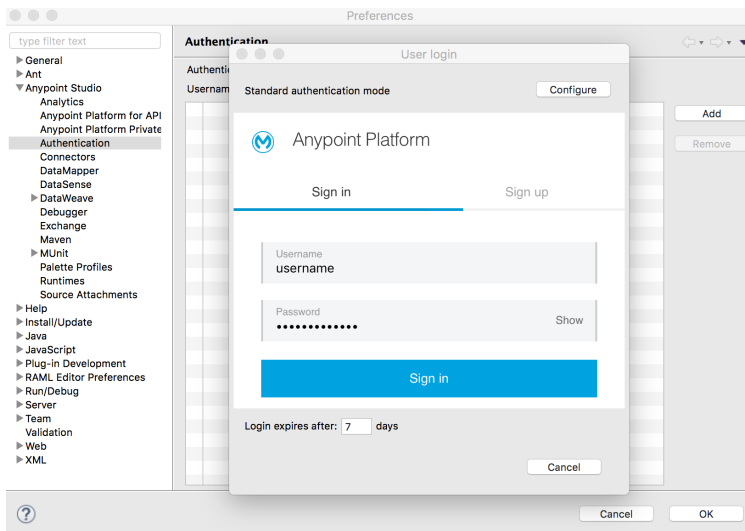 Preferences
type filter text
General
Ant
Anypoint Studio
Analytics
Anypoint Platform for API
Anypoint Platform Private
Authentication
Connectors
DataMapper
DataSense
DataWeave
Debugger
Exchange
Maven
MUnit
Palette Profiles
Runtimes
Source Attachments
Help
Install/Update
Java
JavaScript
Plug-in Development
RAML Editor Preferences
Run/Debug
Server
Team
Validation
Web
XML
Authentication
Authenti
Usernam
Add
Remove
User login
Standard authentication mode Configure
Anypoint Platform
Sign in Sign up
Username
username
Password
••••••••••••• Show
Sign in
Login expires after: 7 days
Cancel
? Cancel OK